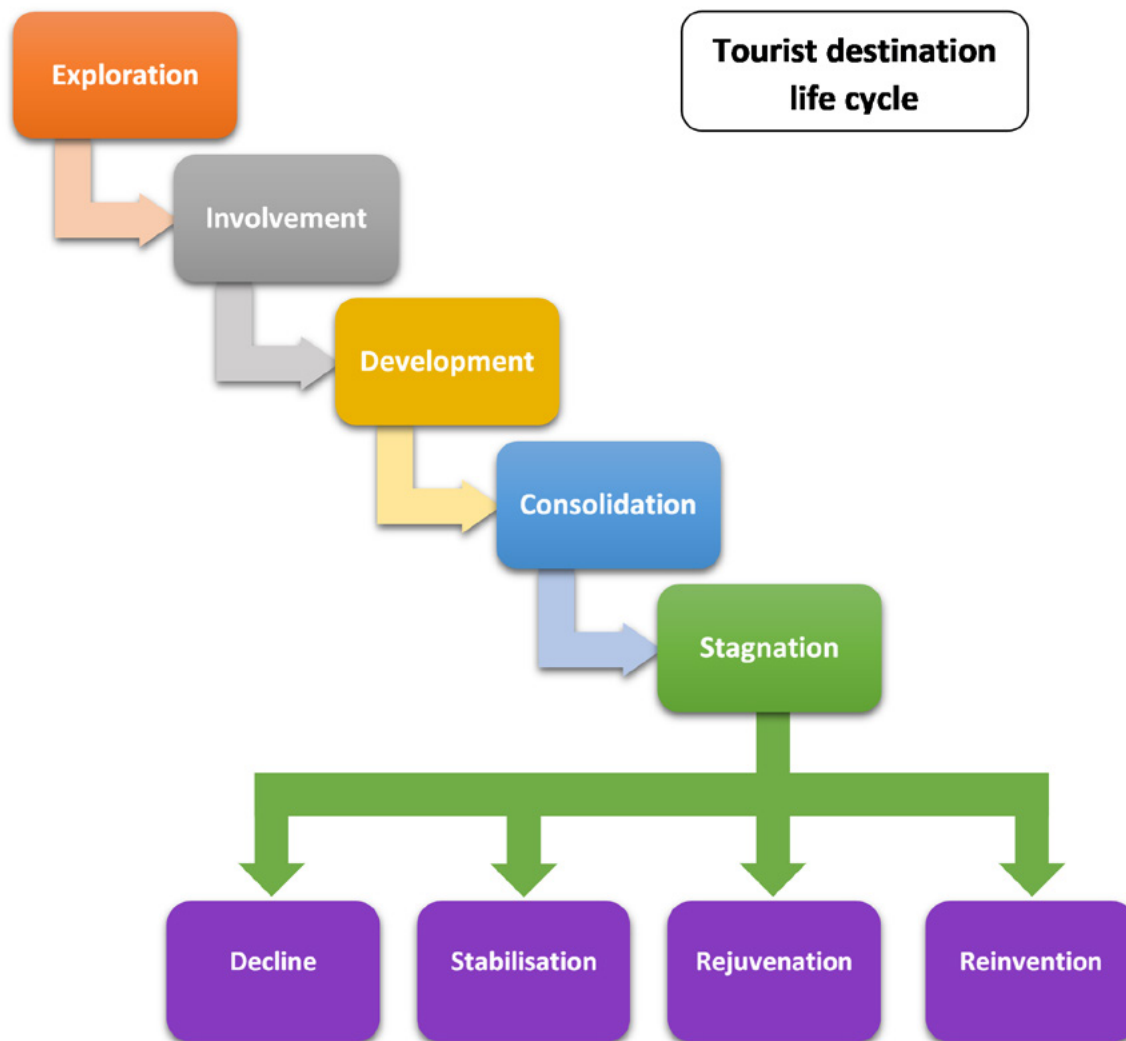 Tourist destination
life cycle
Exploration
Involvement
Development
Consolidation
Stagnation
Decline
Stabilisation
Rejuvenation
Reinvention